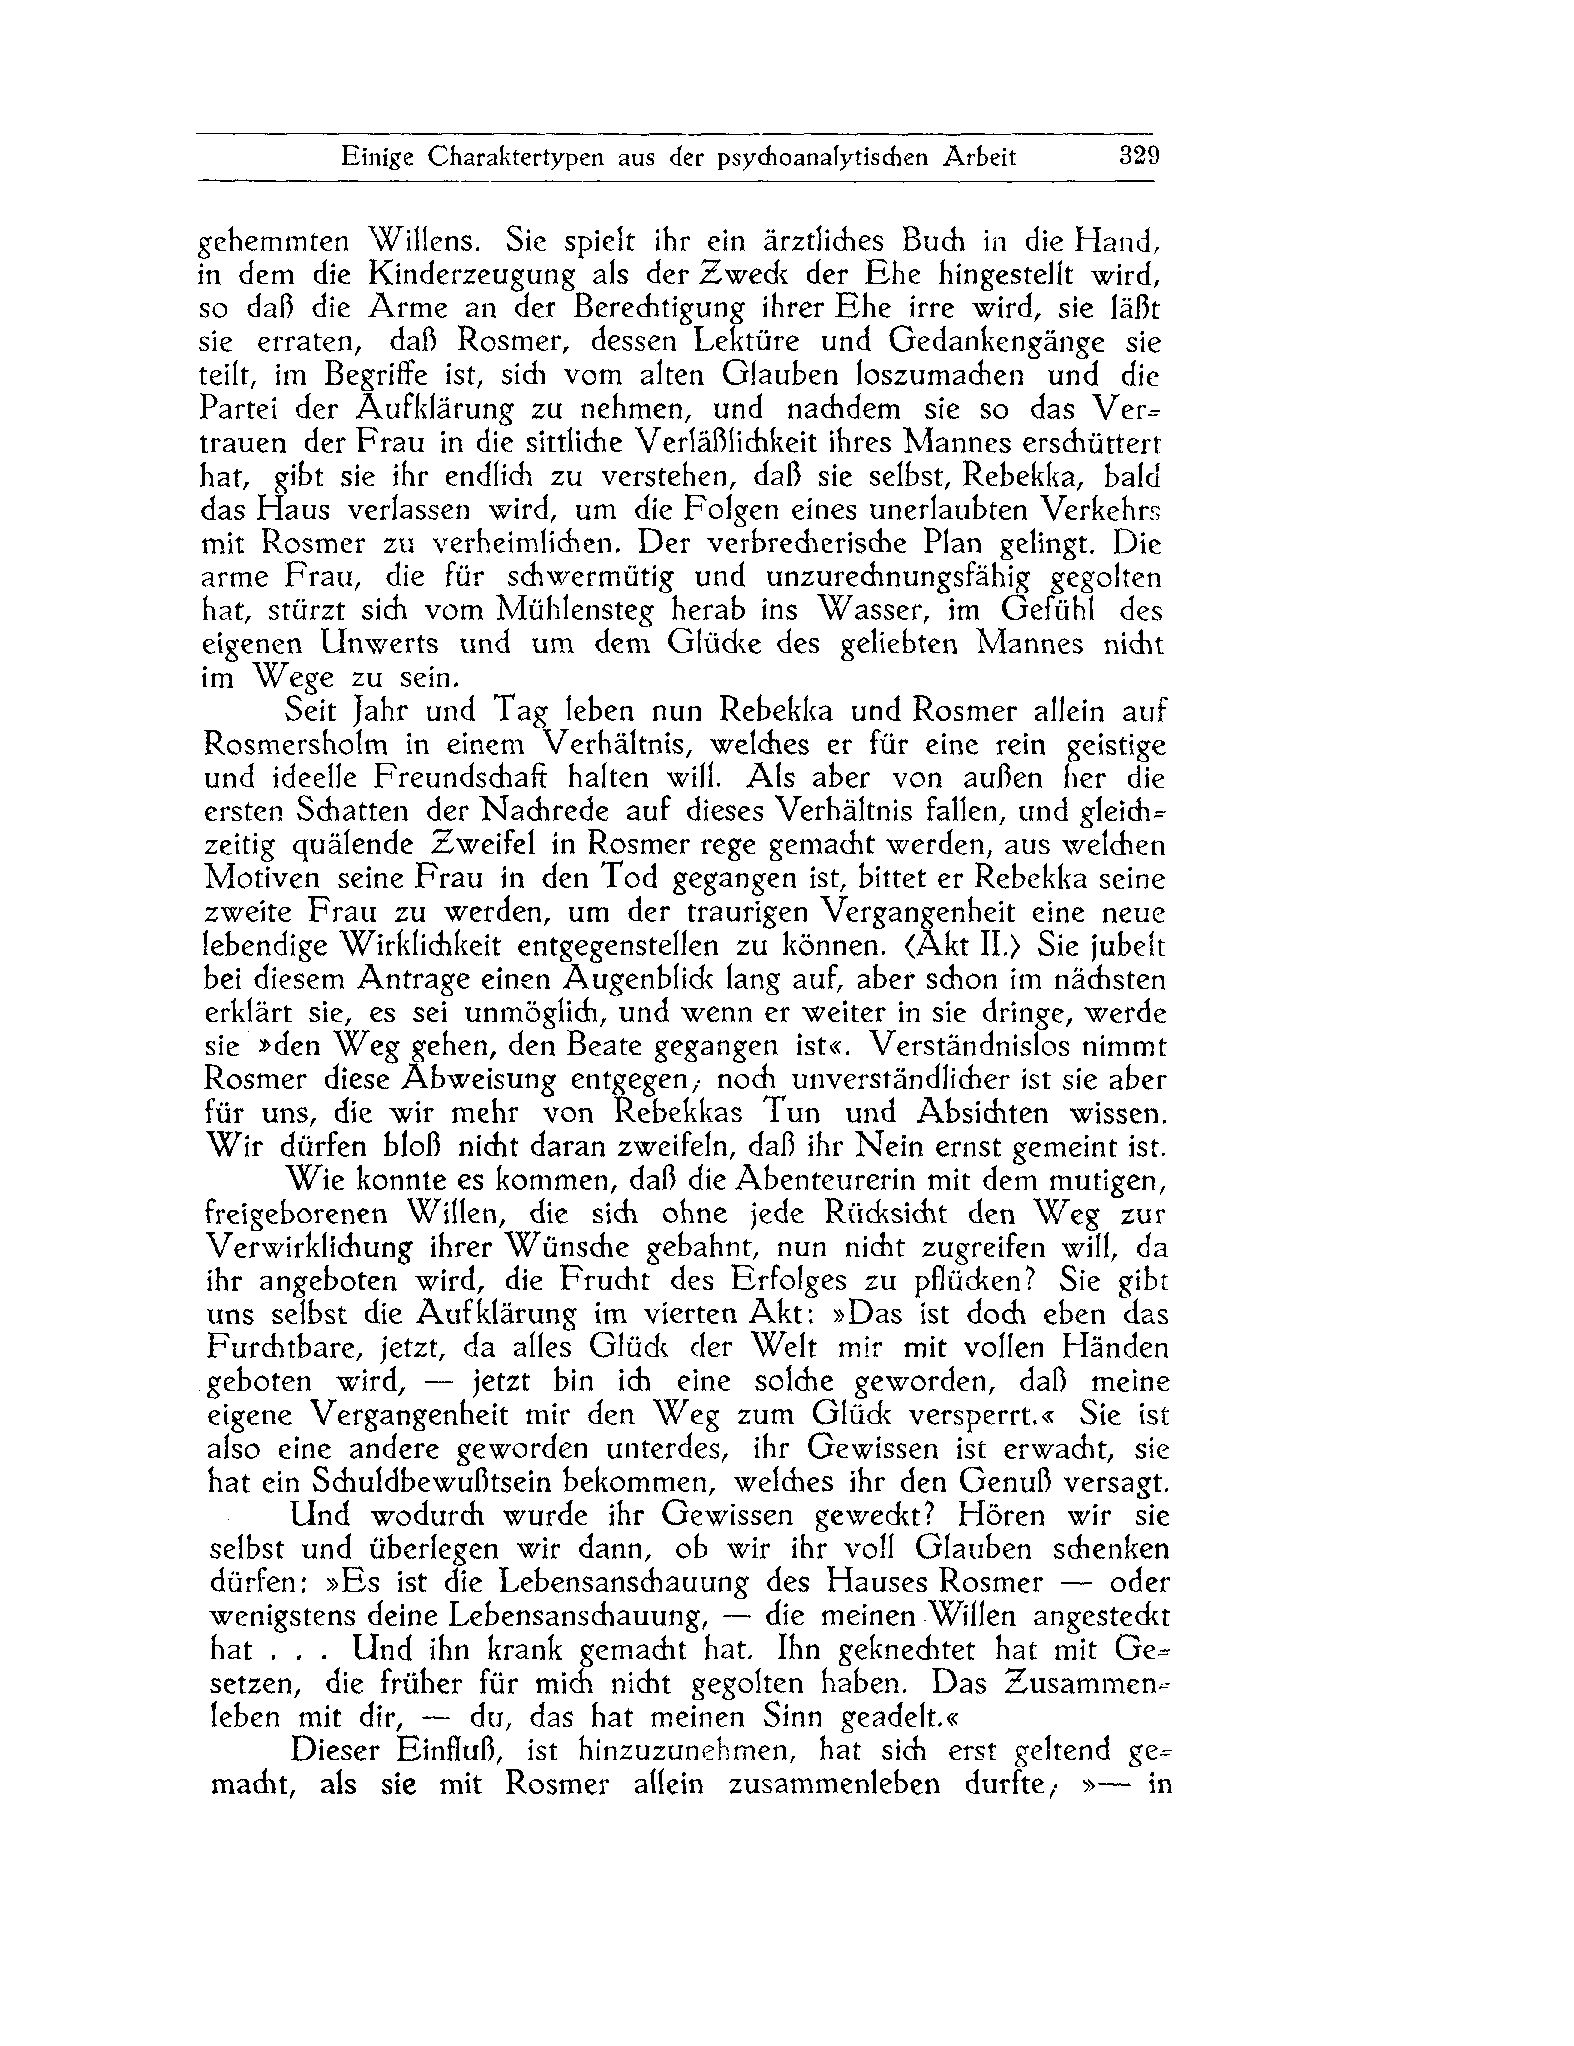 Einige Charaktertypen aus der psychoanalytischen Arbeit 329
gehemmten Willens. Sie spielt ihr ein ärztliches Buch in die Hand,
in dem die Kinderzeugung als der Zweck der Ehe hingestellt wird,
so daß die Arme an der Berechtigung ihrer Ehe irre wird, sie läßt
sie erraten, daß Rosmer, dessen Lektüre und Gedankengänge sie
teilt, im Begriffe ist, sich vom alten Glauben loszumachen und die
Partei der Aufklärung zu nehmen, und nachdem sie so das Ver-
trauen der Frau in die sittliche Verläßlichkeit ihres Mannes erschüttert
hat, gibt sie ihr endlich zu verstehen, daß sie selbst, Rebekka, bald
das Haus verlassen wird, um die Folgen eines unerlaubten Verkehrs
mit Rosmer zu verheimlichen. Der verbrecherische Plan gelingt. Die
arme Frau, die für schwermütig und unzurechnungsfähig gegolten
hat, stürzt sich vom Mühlensteg herab ins Wasser, im Gefühl des
eigenen Unwerts und um dem Glücke des geliebten Mannes nicht
im Wege zu sein.
Seit Jahr und Tag leben nun Rebekka und Rosmer allein auf
Rosmersholm in einem Verhältnis, welches er für eine rein geistige
und ideelle Freundschaft halten will. Als aber von außen her die
ersten Schatten der Nachrede auf dieses Verhältnis fallen, und gleich-
zeitig quälende Zweifel in Rosmer rege gemacht werden, aus welchen
Motiven seine Frau in den Tod gegangen ist, bittet er Rebekka seine
zweite Frau zu werden, um der traurigen Vergangenheit eine neue
lebendige Wirklichkeit entgegenstellen zu können. (Akt II.) Sie jubelt
bei diesem Antrage einen Augenblick lang auf, aber schon im nächsten
erklärt sie, es sei unmöglich, und wenn er weiter in sie dringe, werde
sie »den Weg gehen, den Beate gegangen ist«. Verständnislos nimmt
Rosmer diese Abweisung entgegen; noch unverständlicher ist sie aber
für uns, die wir mehr von Rebekkas Tun und Absichten wissen.
Wir dürfen bloß nicht daran zweifeln, daß ihr Nein ernst gemeint ist.
Wie konnte es kommen, daß die Abenteurerin mit dem mutigen,
freigeborenen Willen, die sich ohne jede Rücksicht den Weg zur
Verwirklichung ihrer Wünsche gebahnt, nun nicht zugreifen will, da
ihr angeboten wird, die Frucht des Erfolges zu pflücken? Sie gibt
uns selbst die Aufklärung im vierten Akt: »Das ist doch eben das
Furchtbare, jetzt, da alles Glück der Welt mir mit vollen Händen
geboten wird, — jetzt bin ich eine solche geworden, daß meine
eigene Vergangenheit mir den Weg zum Glück versperrt.« Sie ist
also eine andere geworden unterdes, ihr Gewissen ist erwacht, sie
hat ein Schuldbewußtsein bekommen, welches ihr den Genuß versagt.
Und wodurch wurde ihr Gewissen geweckt? Hören wir sie
selbst und überlegen wir dann, ob wir ihr voll Glauben schenken
dürfen: »Es ist die Lebensanschauung des Hauses Rosmer — oder
wenigstens deine Lebensanschauung, — die meinen Willen angesteckt
hat . . . Und ihn krank gemacht hat. Ihn geknechtet hat mit Ge-
setzen, die früher für mich nicht gegolten haben. Das Zusammen-
leben mit dir, — du, das hat meinen Sinn geadelt.«
Dieser Einfluß, ist hinzuzunehmen, hat sich erst geltend ge-
macht, als sie mit Rosmer allein zusammenleben durfte; »— in